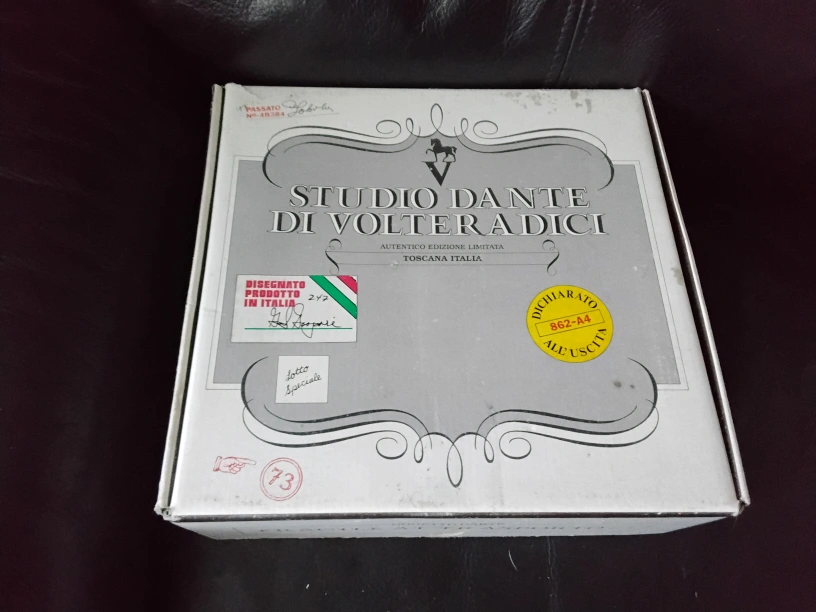 PASSATO
Nº 48384
V
STUDIO DANTE
DI VOLTERADICI
AUTENTICO EDIZIONE LIMITATA
TOSCANA ITALIA
DISEGNATO
PRODOTTO
IN ITALIA
247
DICHIARATO
862-A4
ALL'USCITA
Lotto
Speciale
73